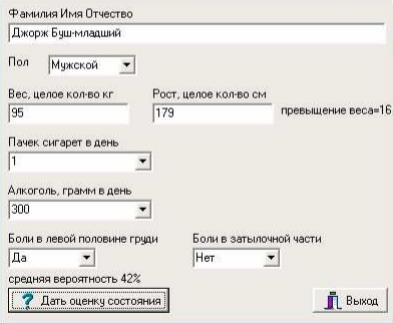 Фамилия Имя Отчество
Джорж Буш-младший
Пол Мужской
Вес, целое кол-во кг Рост, целое кол-во см
95 179 превышение веса=16
Пачек сигарет в день
1
Алкоголь, грамм в день
300
Боли в левой половине груди Боли в затылочной части
Да Нет
средняя вероятность 42%
? Дать оценку состояния Выход